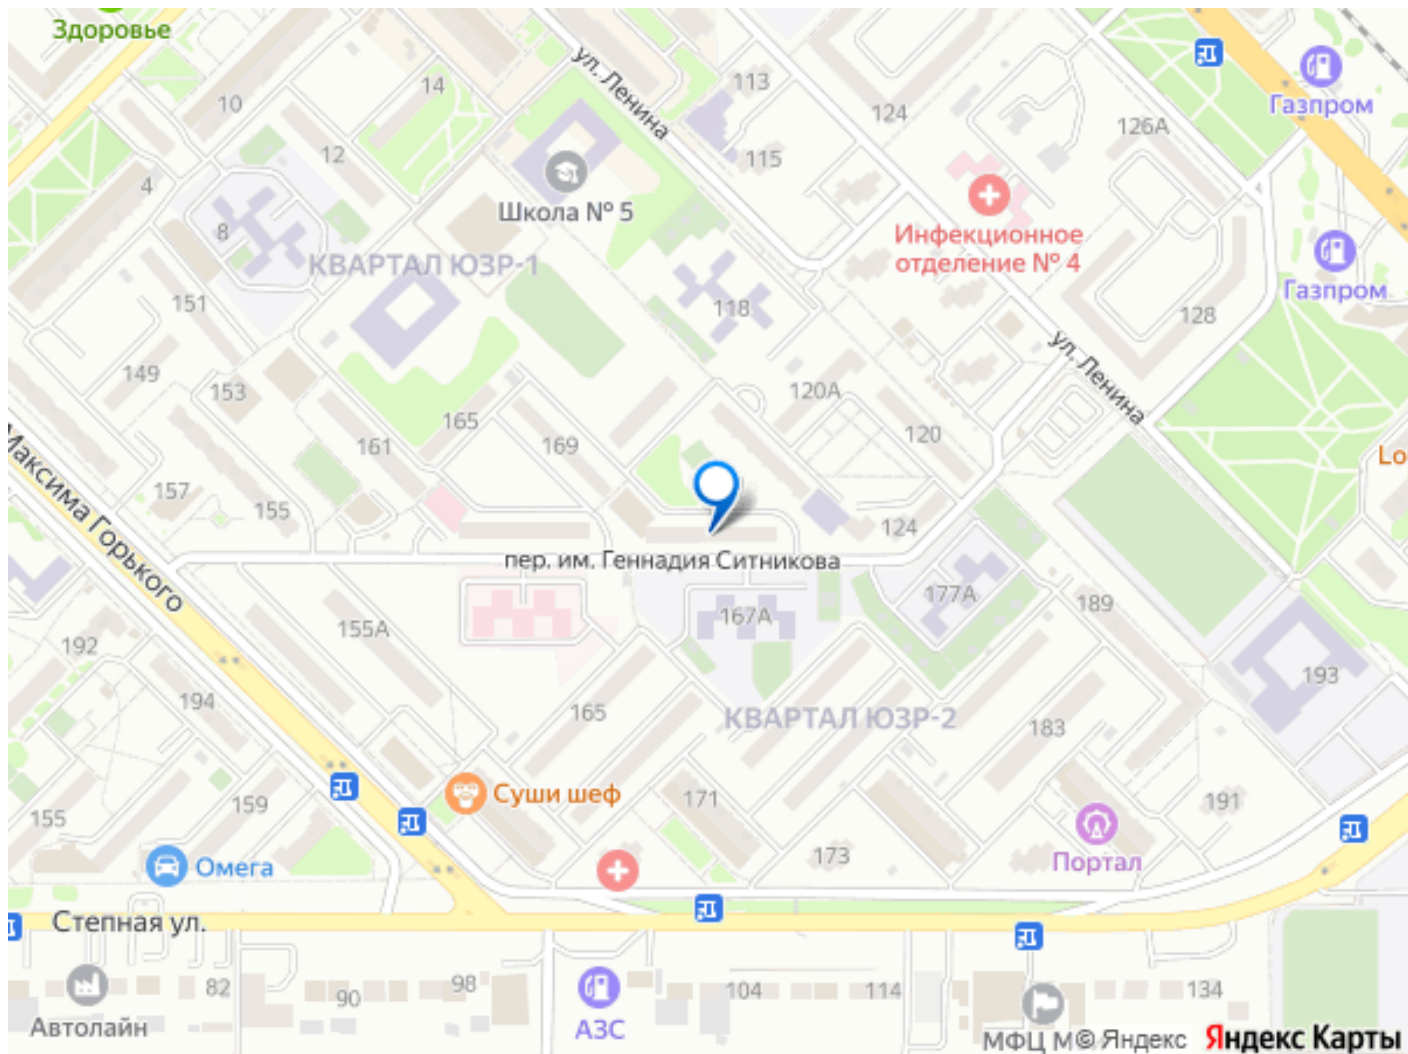 Здоровье
ул. Ленина
113
14
10
124
Газпром
126А
115
12
4
Школа № 5
8
Инфекционное
отделение № 4
КВАРТАЛ ЮЗР-1
Газпром
151
118
128
149
153
120А
ул. Ленина
165
161
169
120
Lo
Максима Горького
157
155
124
пер. им. Геннадия Ситникова
177А
189
167А
155А
192
193
194
165
КВАРТАЛ ЮЗР-2
183
Суши шеф
171
159
191
155
173
Портал
Омега
Степная ул.
82
90
98
104
114
134
Автолайн
АЗС
МФЦ М
© Яндекс
Яндекс Карты